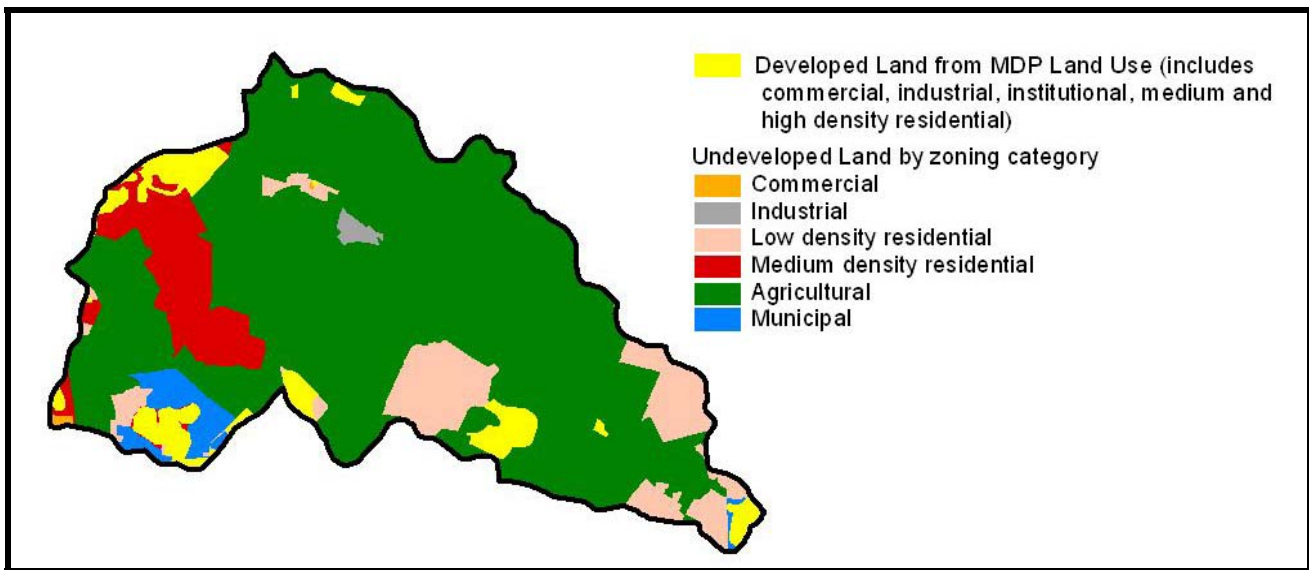 Developed Land from MDP Land Use (includes
commercial, industrial, institutional, medium and
high density residential)
Undeveloped Land by zoning category
Commercial
Industrial
Low density residential
Medium density residential
Agricultural
Municipal